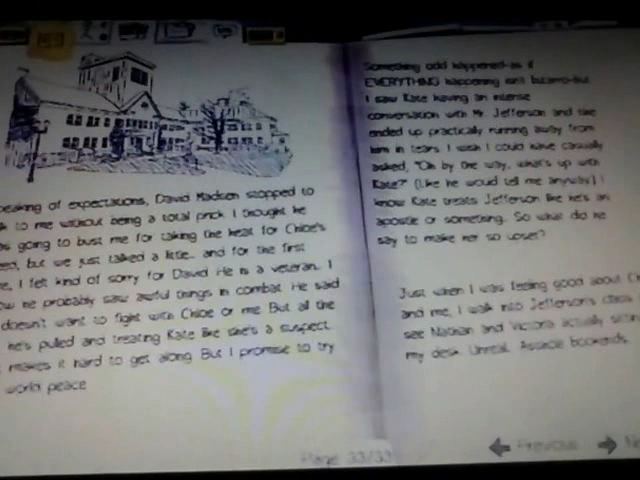 peaking of expectations, David Madsen stopped to
to me without being a total prick. I thought he
as going to bust me for taking the heat for Chloe's
ed, but we just talked a little.. and for the first
e, I felt kind of sorry for David. He is a veteran. I
ow he probably saw awful things in combat. He said
doesn't want to fight with Chloe or me. But all the
he's pulled and treating Kate like she's a suspect
makes it hard to get along. But I promise to try
world peace
Something odd happened-as if
EVERYTHING happening isn't bizarro-but
I saw Kate having an intense
conversation with Mr. Jefferson and she
ended up practically running away from
him in tears. I wish I could have casually
asked, "Oh by the way, what's up with
Kate?" (Like he would tell me anyway.) I
know Kate treats Jefferson like he's an
apostle or something. So what did he
say to make her so upset?
Just when I was feeling good about
and me, I walk into Jefferson's class
see Nathan and Victoria actually
my desk. Unreal. Asshole bookends.
Page 33/33
Previous